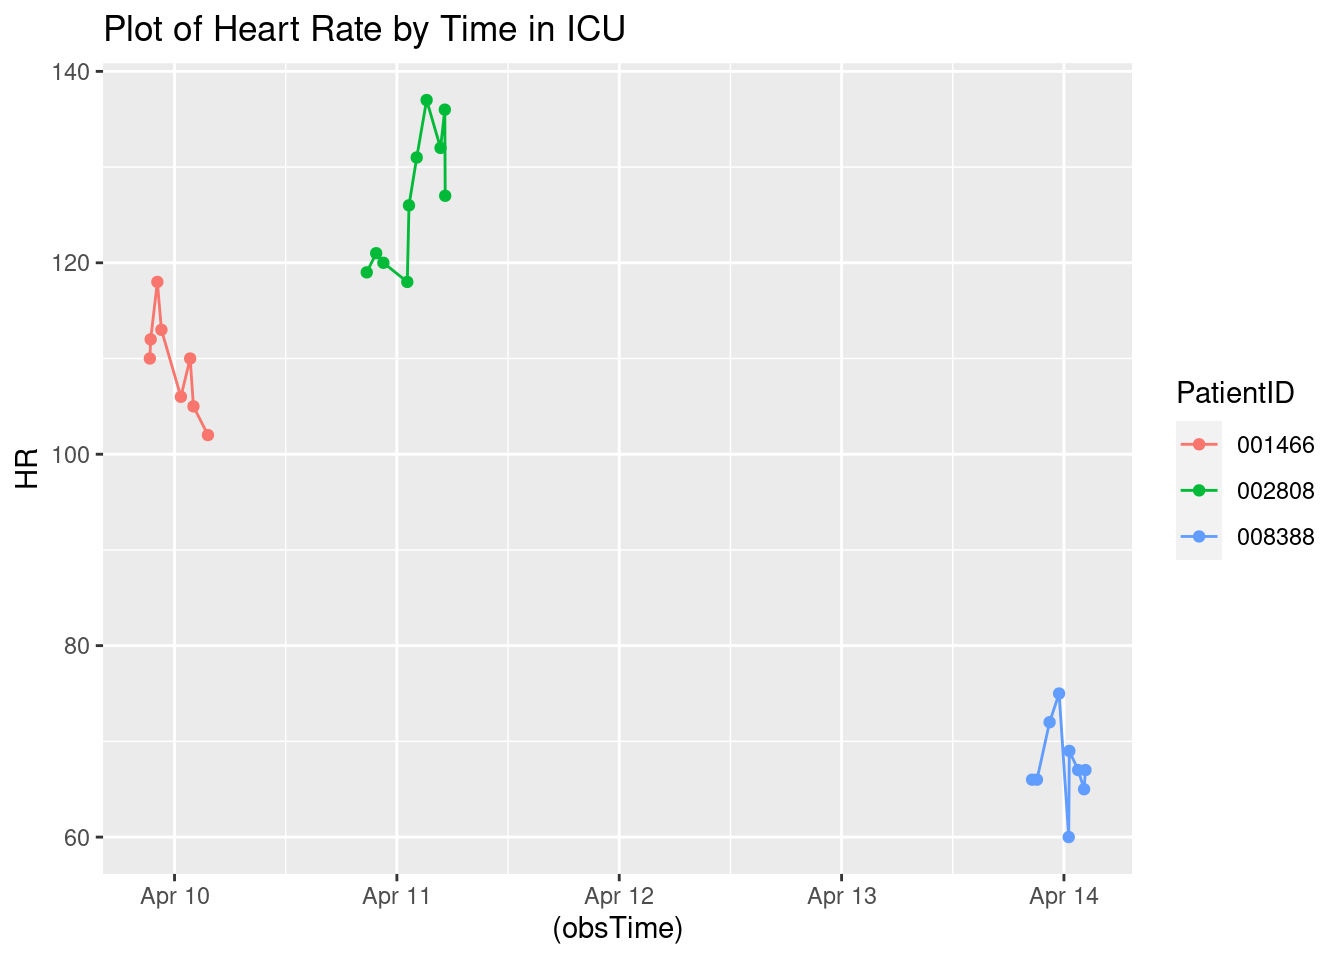 Plot of Heart Rate by Time in ICU
140
120
100
80
60
HR
Apr 10
Apr 11
Apr 12
Apr 13
Apr 14
(obsTime)
PatientID
001466
002808
008388